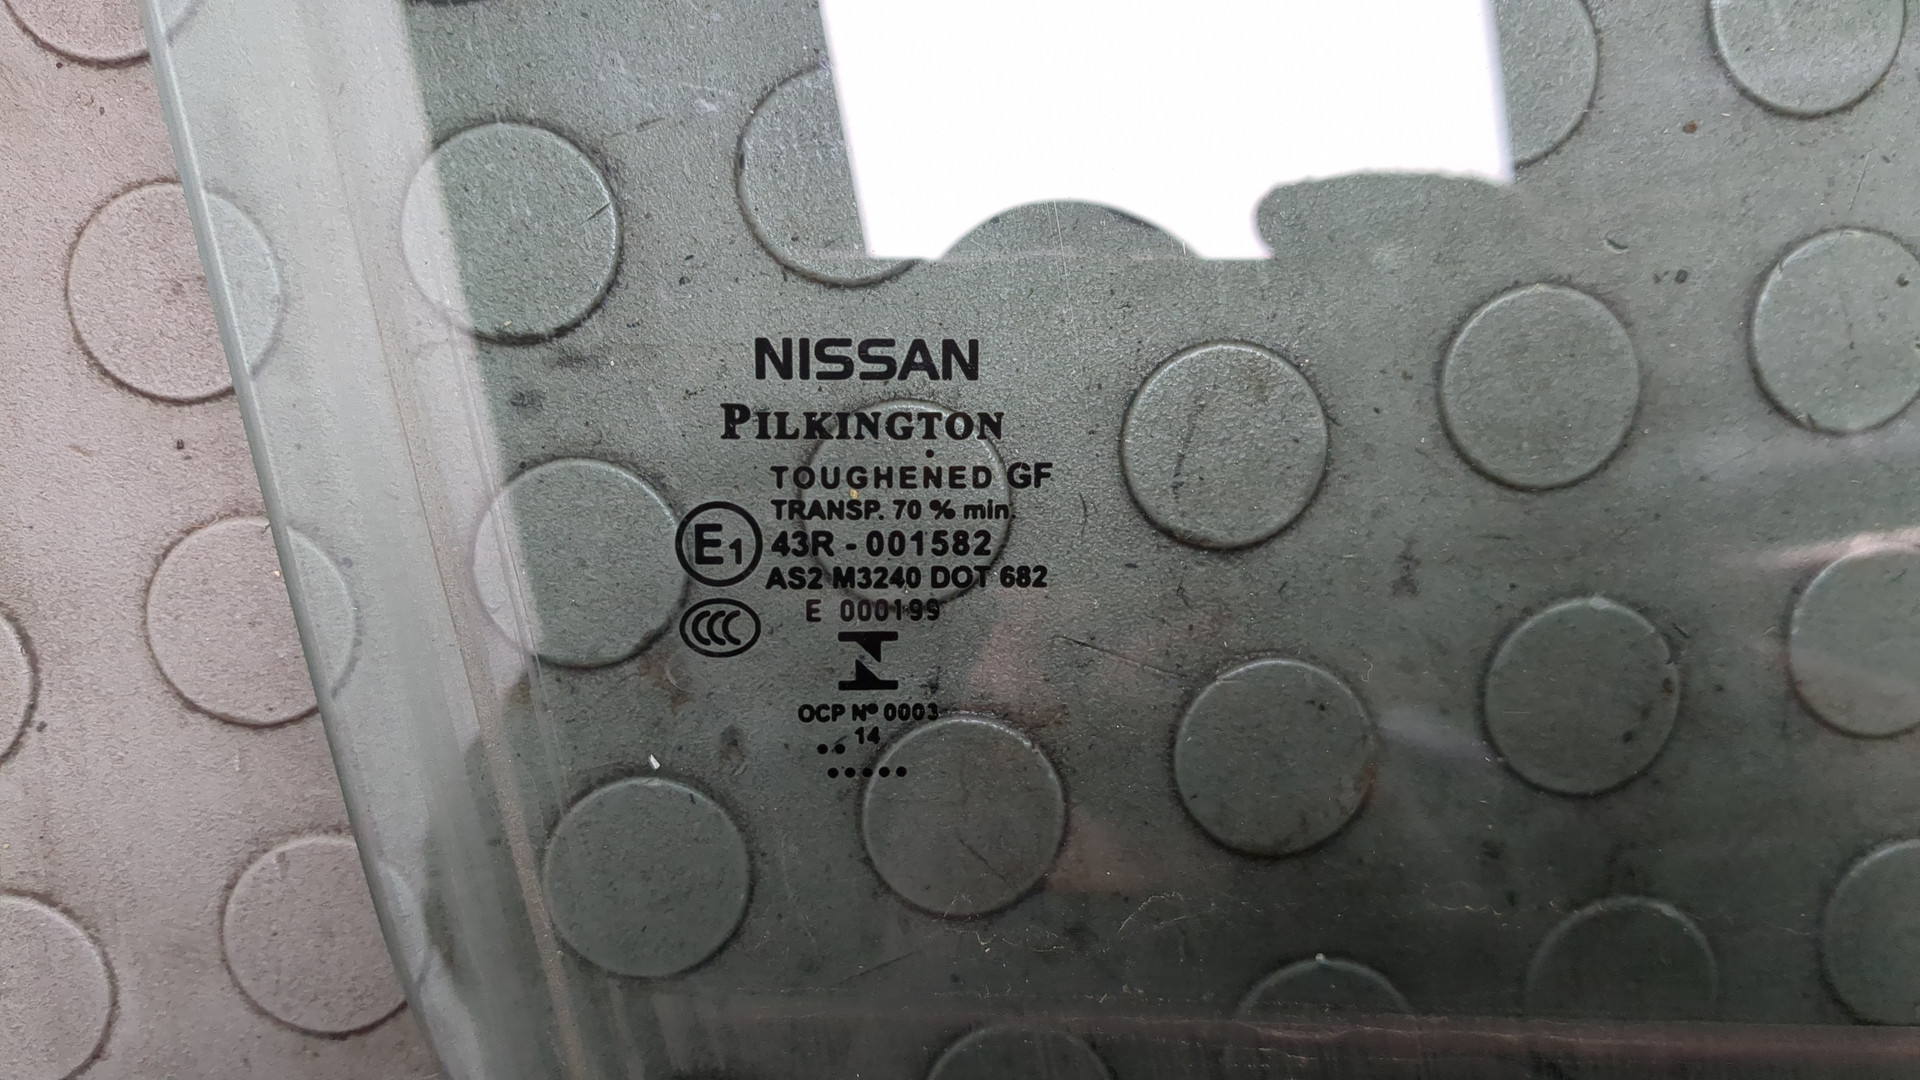 NISSAN
PILKINGTON
TOUGHENED GF
TRANSP. 70 % min.
E1 43R - 001582
AS2 M3240 DOT 682
CCC E 000199
OCP Nº 0003
.. 14
.....